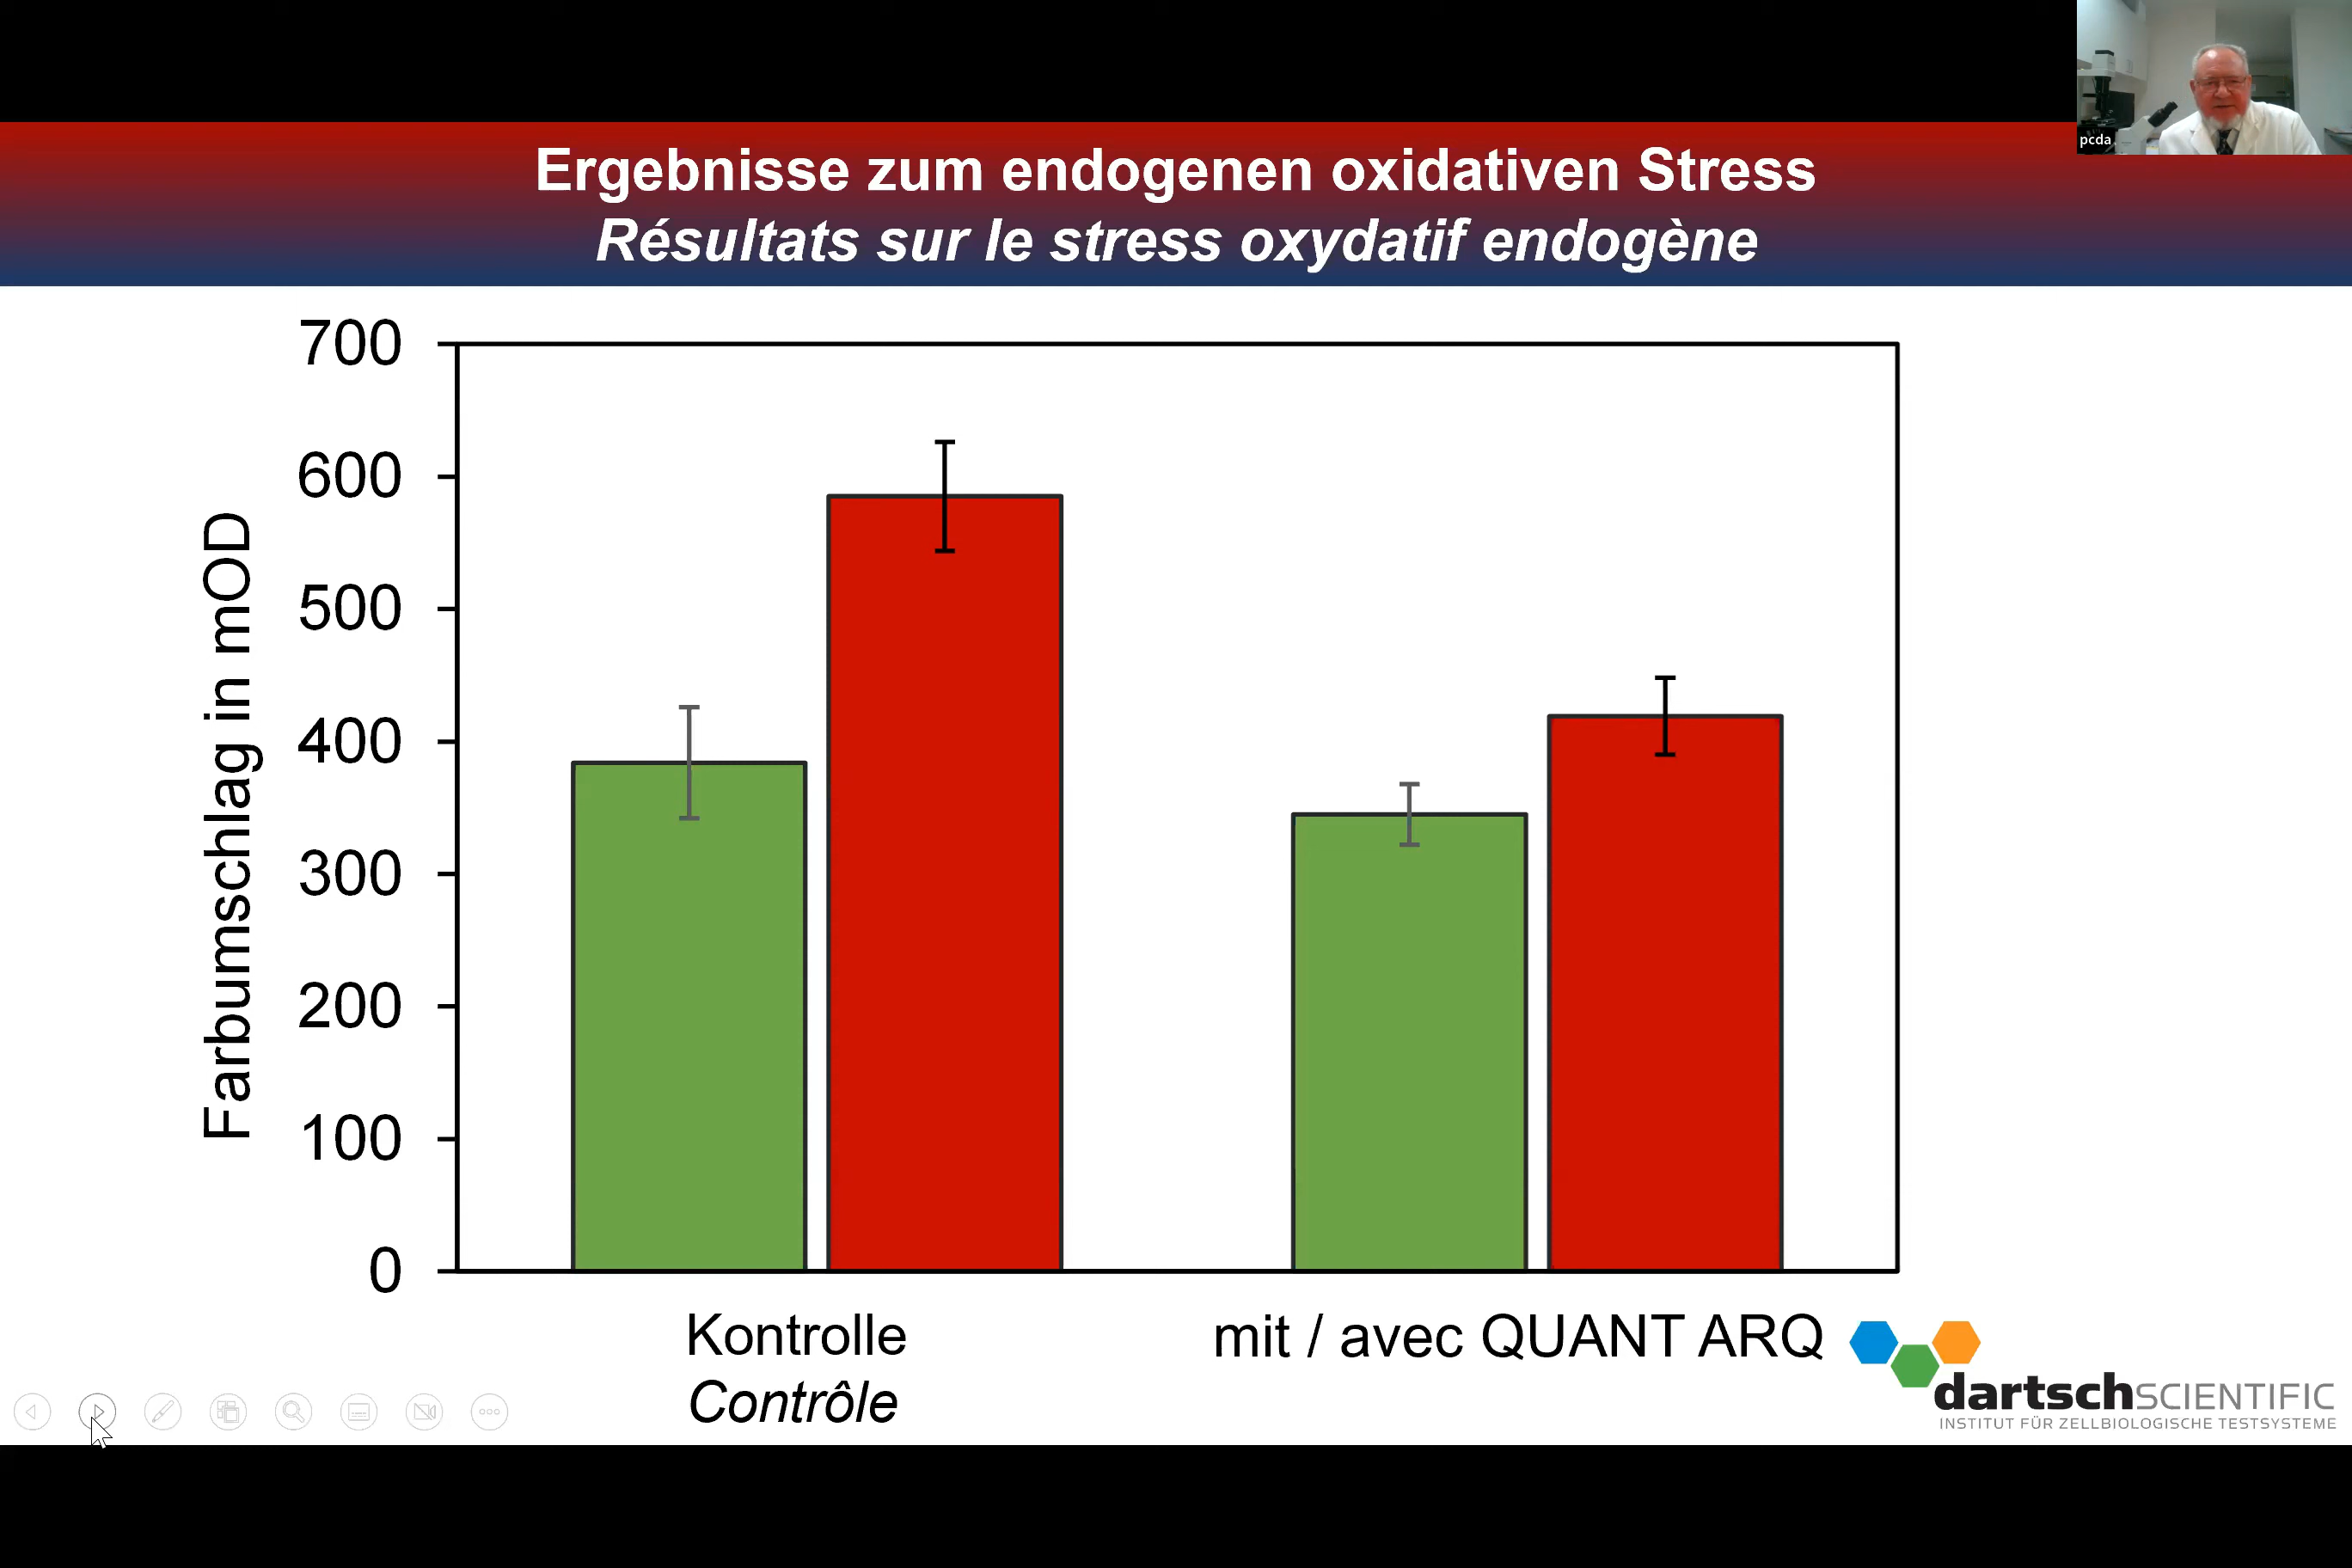 pcda
Ergebnisse zum endogenen oxidativen Stress
Résultats sur le stress oxydatif endogène
Farbumschlag in mOD
700
600
500
400
300
200
100
0
Kontrolle
Contrôle
mit / avec QUANT ARQ
dartschSCIENTIFIC
INSTITUT FÜR ZELLBIOLOGISCHE TESTSYSTEME